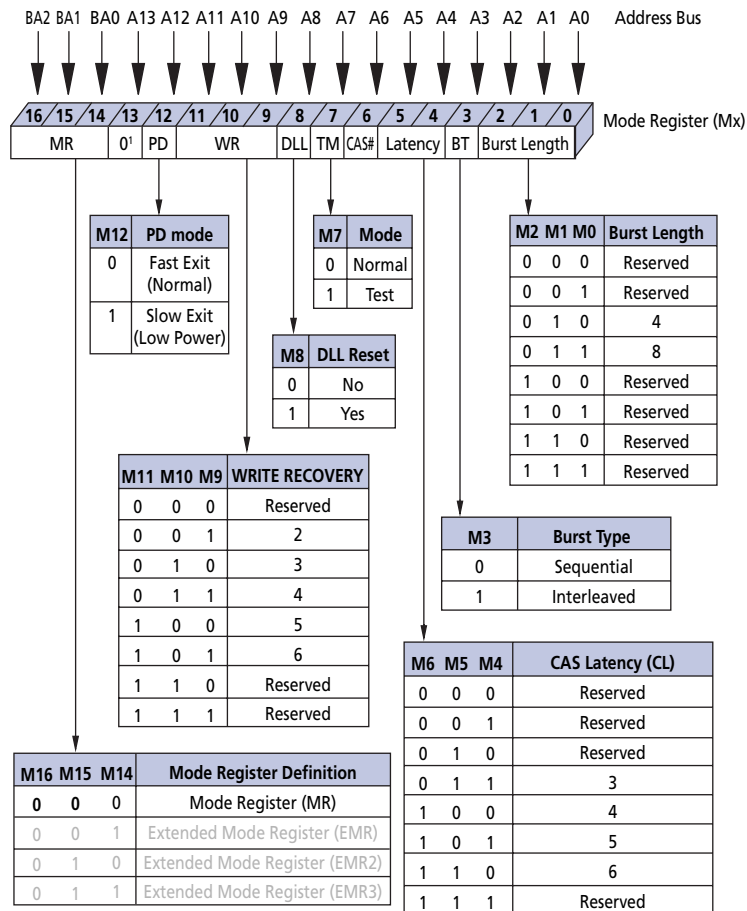 BA2 BA1 BA0 A13 A12 A11 A10 A9 A8 A7 A6 A5 A4 A3 A2 A1 A0 Address Bus
16 15 14 13 12 11 10 9 8 7 6 5 4 3 2 1 0
Mode Register (Mx)
MR 0¹ PD WR DLL TM CAS# Latency BT Burst Length
M12 PD mode
0 Fast Exit
(Normal)
1 Slow Exit
(Low Power)
M7 Mode
0 Normal
1 Test
M2 M1 M0 Burst Length
0 0 0 Reserved
0 0 1 Reserved
0 1 0 4
0 1 1 8
1 0 0 Reserved
1 0 1 Reserved
1 1 0 Reserved
1 1 1 Reserved
M8 DLL Reset
0 No
1 Yes
M11 M10 M9 WRITE RECOVERY
0 0 0 Reserved
0 0 1 2
0 1 0 3
0 1 1 4
1 0 0 5
1 0 1 6
1 1 0 Reserved
1 1 1 Reserved
M3 Burst Type
0 Sequential
1 Interleaved
M6 M5 M4 CAS Latency (CL)
0 0 0 Reserved
0 0 1 Reserved
0 1 0 Reserved
0 1 1 3
1 0 0 4
1 0 1 5
1 1 0 6
1 1 1 Reserved
M16 M15 M14 Mode Register Definition
0 0 0 Mode Register (MR)
0 0 1 Extended Mode Register (EMR)
0 1 0 Extended Mode Register (EMR2)
0 1 1 Extended Mode Register (EMR3)